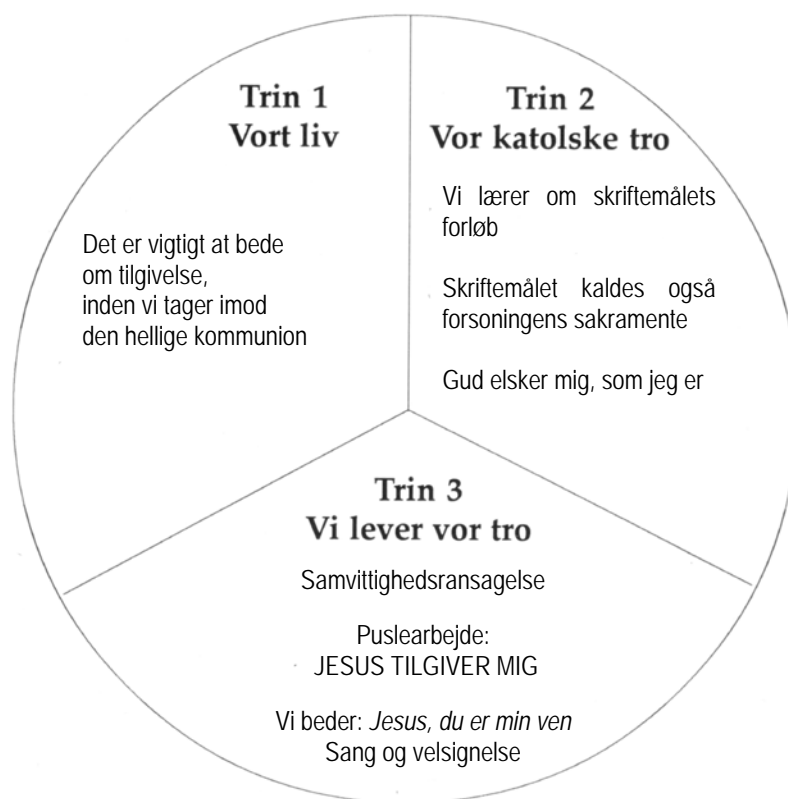 Trin 1
Vort liv
Det er vigtigt at bede
om tilgivelse,
inden vi tager imod
den hellige kommunion
Trin 2
Vor katolske tro
Vi lærer om skriftemålets
forløb
Skriftemålet kaldes også
forsoningens sakramente
Gud elsker mig, som jeg er
Trin 3
Vi lever vor tro
Samvittighedsransagelse
Puslearbejde:
JESUS TILGIVER MIG
Vi beder: Jesus, du er min ven
Sang og velsignelse